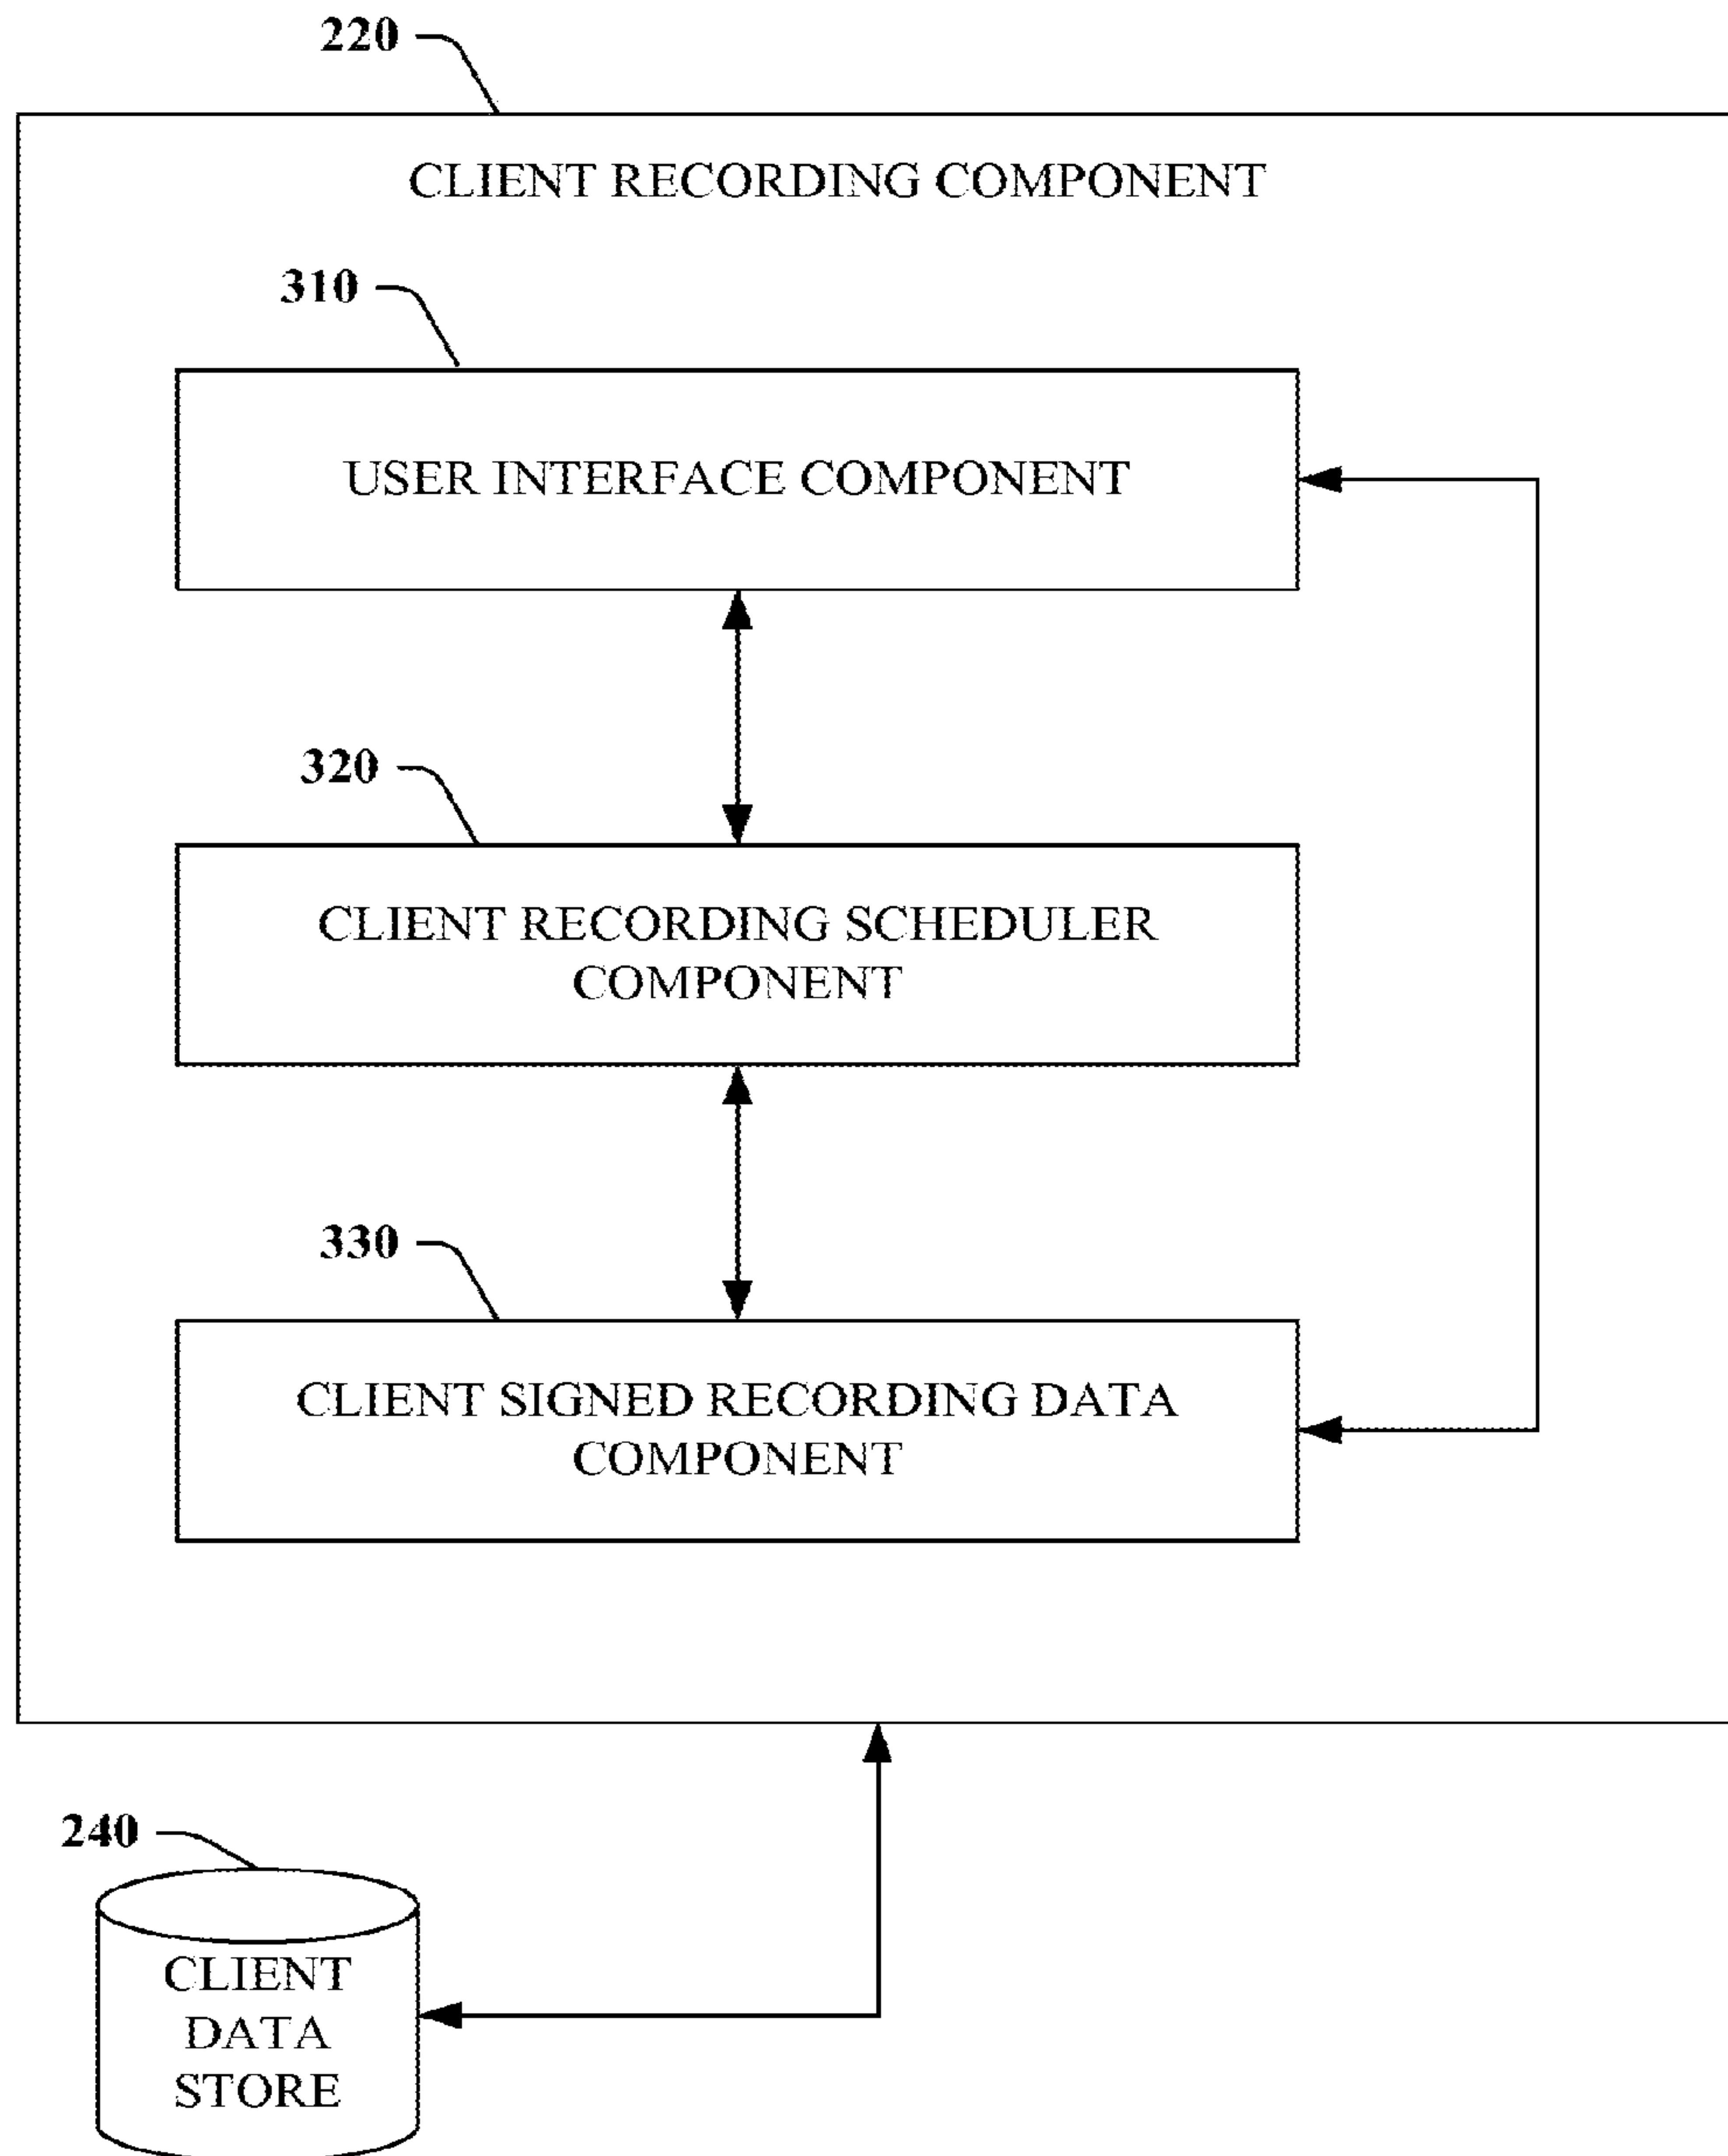 220
CLIENT RECORDING COMPONENT
310
USER INTERFACE COMPONENT
320
CLIENT RECORDING SCHEDULER
COMPONENT
330
CLIENT SIGNED RECORDING DATA
COMPONENT
240
CLIENT
DATA
STORE